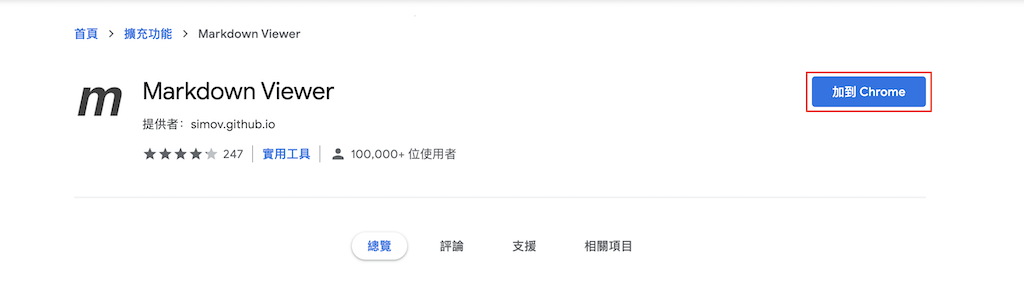 首頁 > 擴充功能 > Markdown Viewer
m
Markdown Viewer
加到 Chrome
提供者： simov.github.io
247 實用工具 100,000+ 位使用者
總覽 評論 支援 相關項目